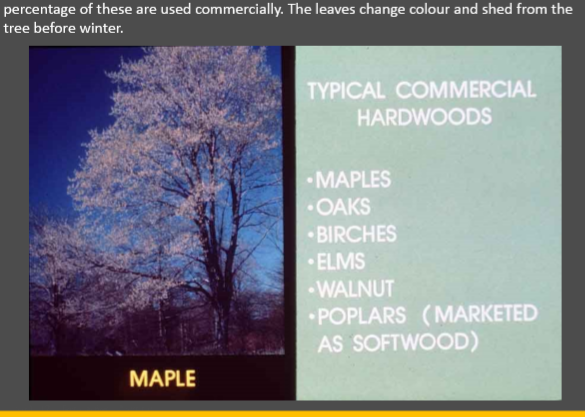 percentage of these are used commercially. The leaves change colour and shed from the
tree before winter.
TYPICAL COMMERCIAL
HARDWOODS
•MAPLES
•OAKS
•BIRCHES
•ELMS
•WALNUT
•POPLARS (MARKETED
AS SOFTWOOD)
MAPLE